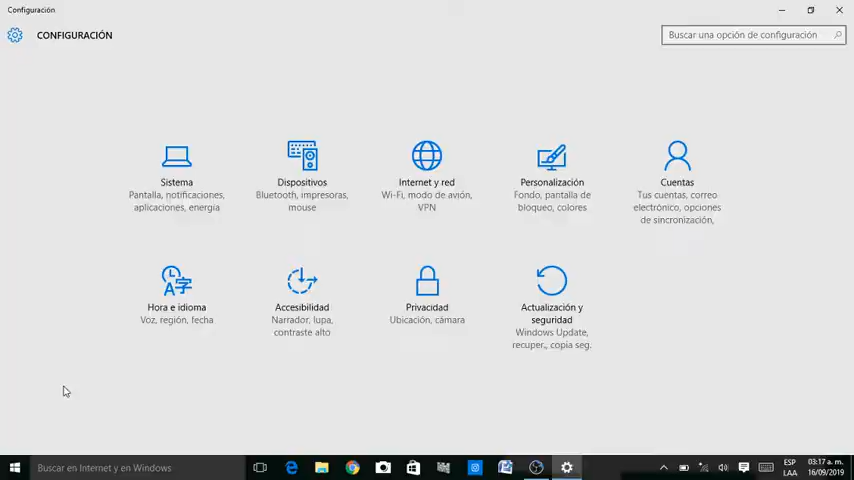 Configuración
CONFIGURACIÓN
Buscar una opción de configuración
Sistema
Pantalla, notificaciones,
aplicaciones, energía
Dispositivos
Bluetooth, impresoras,
mouse
Internet y red
Wi-Fi, modo de avión,
VPN
Personalización
Fondo, pantalla de
bloqueo, colores
Cuentas
Tus cuentas, correo
electrónico, opciones
de sincronización,
Hora e idioma
Voz, región, fecha
Accesibilidad
Narrador, lupa,
contraste alto
Privacidad
Ubicación, cámara
Actualización y
seguridad
Windows Update,
recuper., copia seg.
Buscar en Internet y en Windows
ESP
LAA
03:17 a. m.
16/09/2019